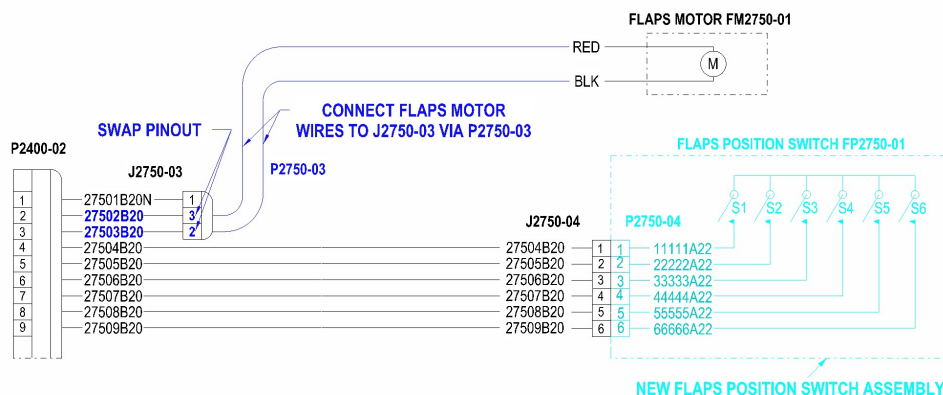 FLAPS MOTOR FM2750-01
RED
M
BLK
CONNECT FLAPS MOTOR
WIRES TO J2750-03 VIA P2750-03
SWAP PINOUT
FLAPS POSITION SWITCH FP2750-01
P2400-02
J2750-03
P2750-03
1 27501B20N 1
2 27502B20 3
3 27503B20 2
J2750-04
P2750-04
S1 S2 S3 S4 S5 S6
4 27504B20 27504B20 1 1 11111A22
5 27505B20 27505B20 2 2 22222A22
6 27506B20 27506B20 3 3 33333A22
7 27507B20 27507B20 4 4 44444A22
8 27508B20 27508B20 5 5 55555A22
9 27509B20 27509B20 6 6 66666A22
NEW FLAPS POSITION SWITCH ASSEMBLY